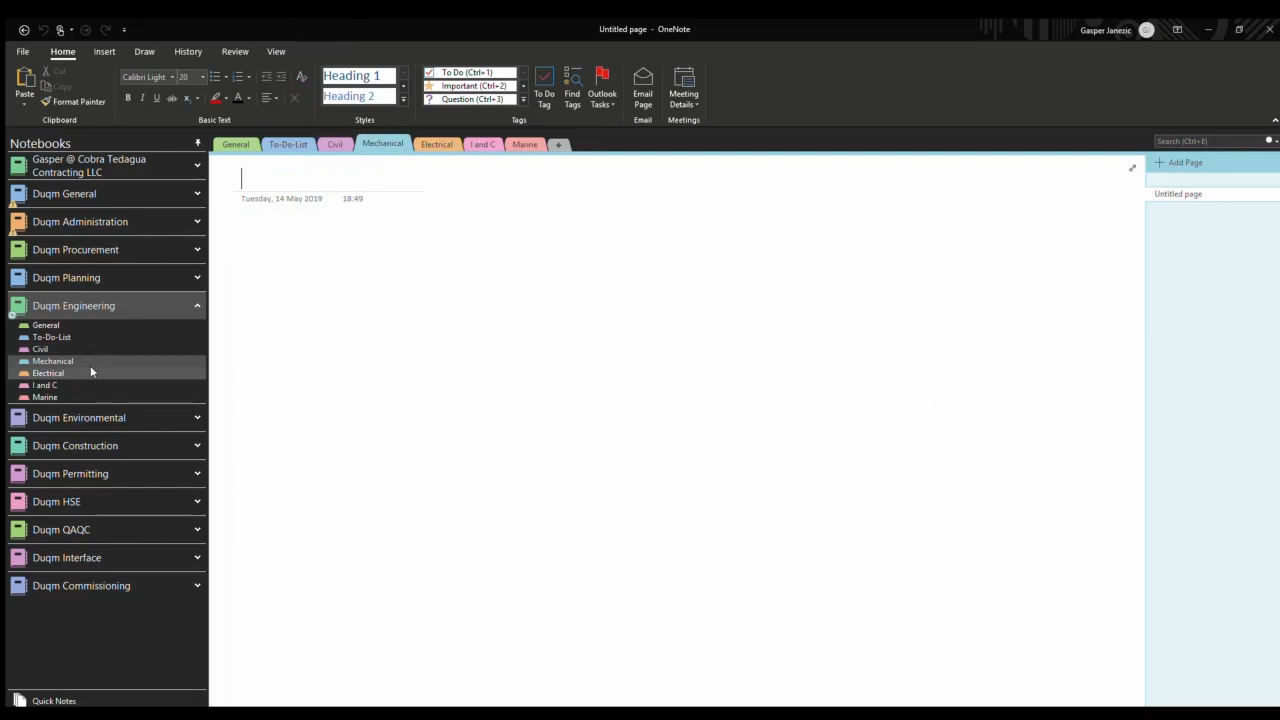 Untitled page - OneNote
Gasper Janezic
File Home Insert Draw History Review View
Paste
Cut
Copy
Format Painter
Clipboard
Calibri Light 20
B I U ab x A
Basic Text
Heading 1
Heading 2
Styles
To Do (Ctrl+1)
Important (Ctrl+2)
Question (Ctrl+3)
To Do
Tag
Find
Tags
Outlook
Tasks
Tags
Email
Page
Email
Meeting
Details
Meetings
Notebooks
General To-Do-List Civil Mechanical Electrical I and C Marine +
Search (Ctrl+E)
Gasper @ Cobra Tedagua
Contracting LLC
Duqm General
Duqm Administration
Duqm Procurement
Duqm Planning
Duqm Engineering
General
To-Do-List
Civil
Mechanical
Electrical
I and C
Marine
Duqm Environmental
Duqm Construction
Duqm Permitting
Duqm HSE
Duqm QAQC
Duqm Interface
Duqm Commissioning
Quick Notes
Tuesday, 14 May 2019 18:49
Add Page
Untitled page